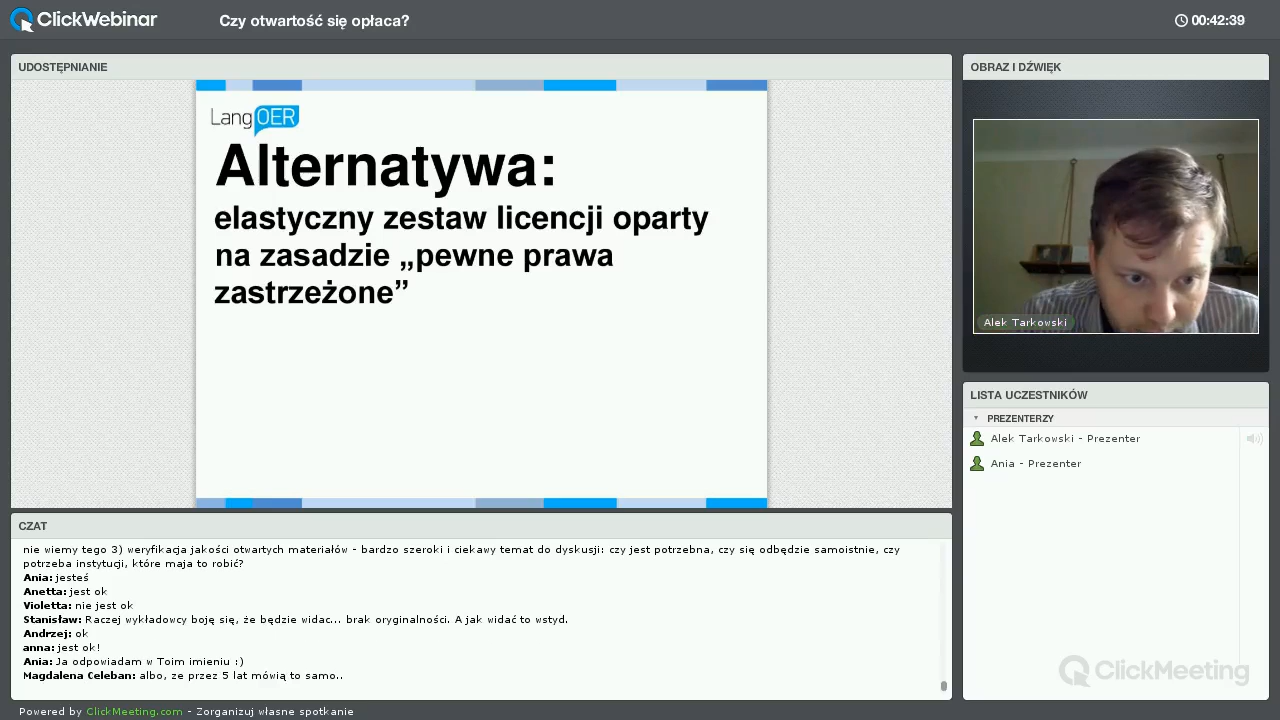 ClickWebinar
Czy otwartość się opłaca?
00:42:39
UDOSTĘPNIANIE
LangOER
Alternatywa:
elastyczny zestaw licencji oparty
na zasadzie „pewne prawa
zastrzeżone”
OBRAZ I DŹWIĘK
Alek Tarkowski
LISTA UCZESTNIKÓW
PREZENTERZY
Alek Tarkowski - Prezenter
Ania - Prezenter
ClickMeeting
CZAT
nie wiemy tego 3) weryfikacja jakości otwartych materiałów - bardzo szeroki i ciekawy temat do dyskusji: czy jest potrzebna, czy się odbędzie samoistnie, czy
potrzeba instytucji, które maja to robić?
Ania: jesteś
Anetta: jest ok
Violetta: nie jest ok
Stanisław: Raczej wykładowcy boję się, że będzie widac... brak oryginalności. A jak widać to wstyd.
Andrzej: ok
anna: jest ok!
Ania: Ja odpowiadam w Toim imieniu :)
Magdalena Celeban: albo, ze przez 5 lat mówią to samo..
Powered by ClickMeeting.com - Zorganizuj własne spotkanie